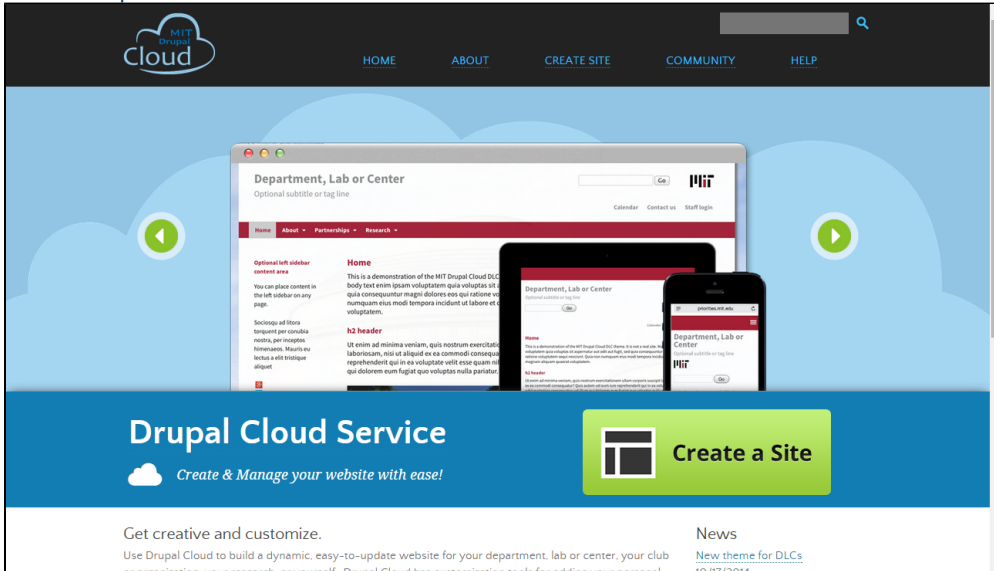 MIT
Drupal
Cloud
HOME ABOUT CREATE SITE COMMUNITY HELP
Department, Lab or Center
Optional subtitle or tag line
Go
MIT
Calendar Contact us Staff login
Home About Partnerships Research
Optional left sidebar
content area
You can place content in
the left sidebar on any
page.
Sociosqu ad litora
torquent per conubia
nostra, per inceptos
himenaeos. Mauris eu
lectus a elit tristique
aliquet
Home
This is a demonstration of the MIT Drupal Cloud DLC
body text enim ipsam voluptatem quia voluptas sit
quia consequuntur magni dolores eos qui ratione vo
numquam eius modi tempora incidunt ut labore et
voluptatem.
h2 header
Ut enim ad minima veniam, quis nostrum exercitatio
laboriosam, nisi ut aliquid ex ea commodi consequa
reprehenderit qui in ea voluptate velit esse quam nih
qui dolorem eum fugiat quo voluptas nulla pariatur,
Department, Lab or Center
Optional subtitle or tag line
Go
Home
h2 header
priorities.mit.edu
Department, Lab or
Center
Optional subtitle or tag line
MIT
Go
Drupal Cloud Service
Create & Manage your website with ease!
Create a Site
Get creative and customize.
Use Drupal Cloud to build a dynamic, easy-to-update website for your department, lab or center, your club
News
New theme for DLCs